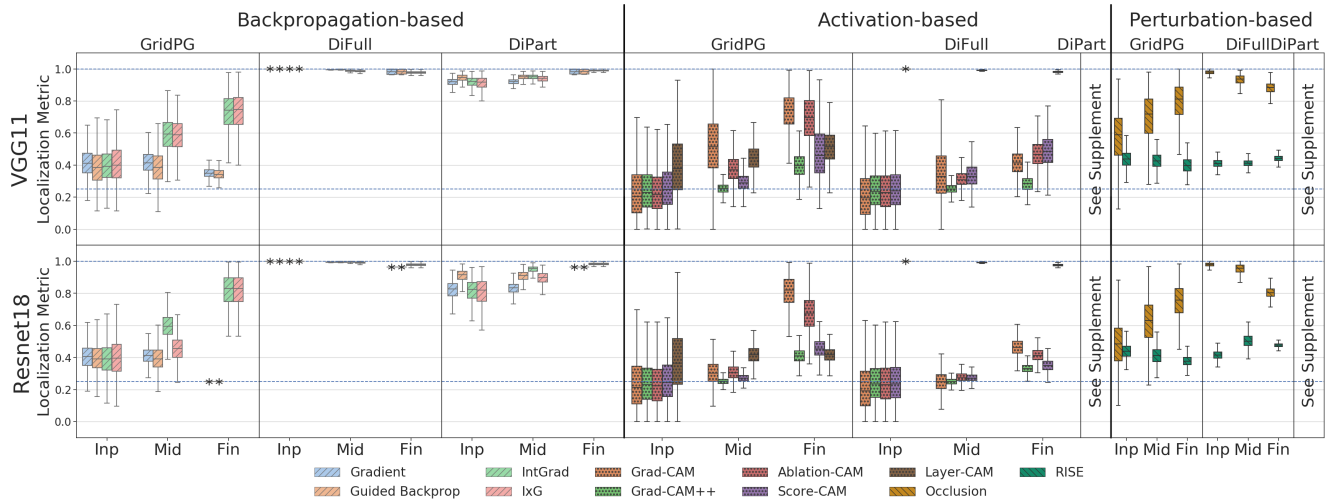 Backpropagation-based Activation-based Perturbation-based
GridPG DiFull DiPart GridPG DiFull DiPart GridPG DiFullDiPart
VGG11
Localization Metric
1.0
0.8
0.6
0.4
0.2
0.0
* * * *
*
See Supplement
See Supplement
Resnet18
Localization Metric
1.0
0.8
0.6
0.4
0.2
0.0
* * * *
* *
* *
* *
*
See Supplement
See Supplement
Inp Mid Fin Inp Mid Fin Inp Mid Fin Inp Mid Fin Inp Mid Fin Inp Mid Fin Inp Mid Fin
Gradient IntGrad Grad-CAM Ablation-CAM Layer-CAM RISE
Guided Backprop IxG Grad-CAM++ Score-CAM Occlusion